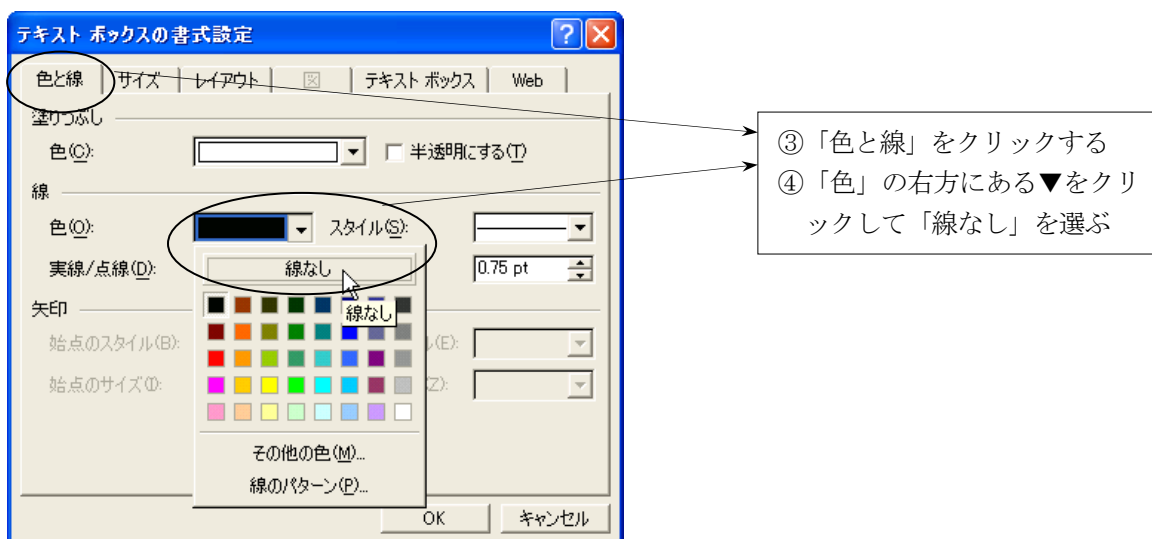 テキスト ボックスの書式設定
色と線 サイズ レイアウト 図 テキスト ボックス Web
塗りつぶし
色(C): 半透明にする(T)
③「色と線」をクリックする
④「色」の右方にある▼をクリ
ックして「線なし」を選ぶ
線
色(O): スタイル(S):
実線/点線(D): 線なし 0.75 pt
線なし
矢印
始点のスタイル(B): ル(E):
始点のサイズ(I): (Z):
その他の色(M)...
線のパターン(P)...
OK キャンセル